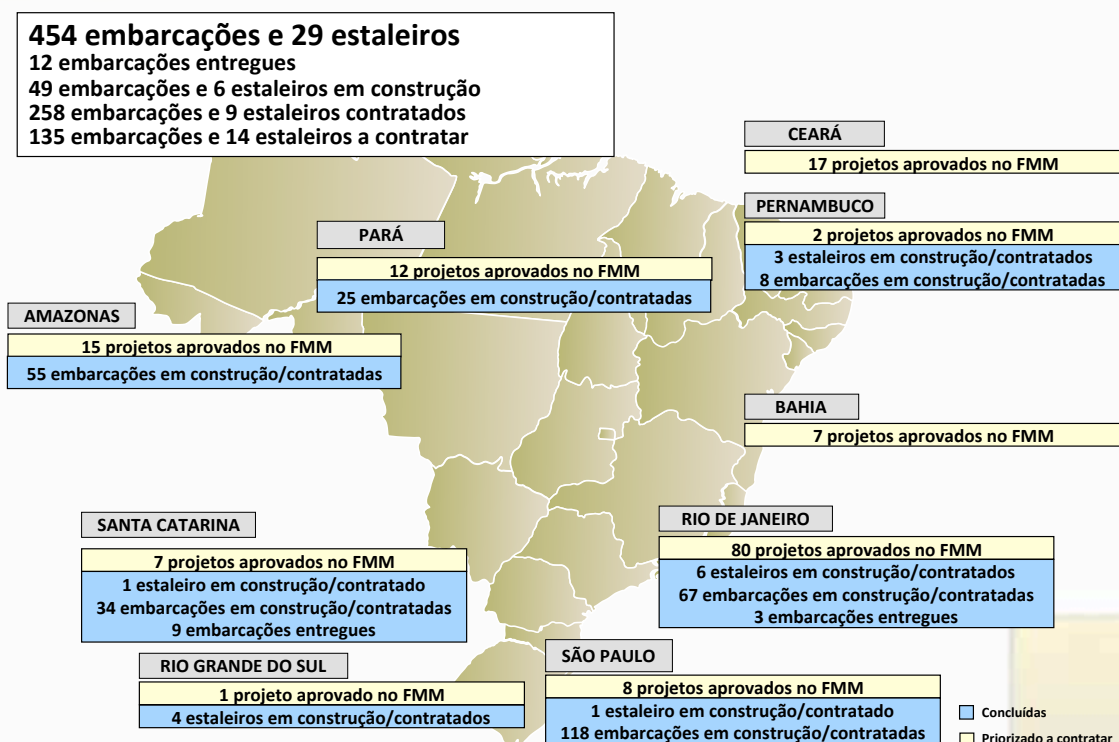 454 embarcações e 29 estaleiros
12 embarcações entregues
49 embarcações e 6 estaleiros em construção
258 embarcações e 9 estaleiros contratados
135 embarcações e 14 estaleiros a contratar
CEARÁ
17 projetos aprovados no FMM
PERNAMBUCO
2 projetos aprovados no FMM
3 estaleiros em construção/contratados
8 embarcações em construção/contratadas
PARÁ
12 projetos aprovados no FMM
25 embarcações em construção/contratadas
AMAZONAS
15 projetos aprovados no FMM
55 embarcações em construção/contratadas
BAHIA
7 projetos aprovados no FMM
SANTA CATARINA
7 projetos aprovados no FMM
1 estaleiro em construção/contratado
34 embarcações em construção/contratadas
9 embarcações entregues
RIO DE JANEIRO
80 projetos aprovados no FMM
6 estaleiros em construção/contratados
67 embarcações em construção/contratadas
3 embarcações entregues
RIO GRANDE DO SUL
1 projeto aprovado no FMM
4 estaleiros em construção/contratados
SÃO PAULO
8 projetos aprovados no FMM
1 estaleiro em construção/contratado
118 embarcações em construção/contratadas
Concluídas
Priorizado a contratar